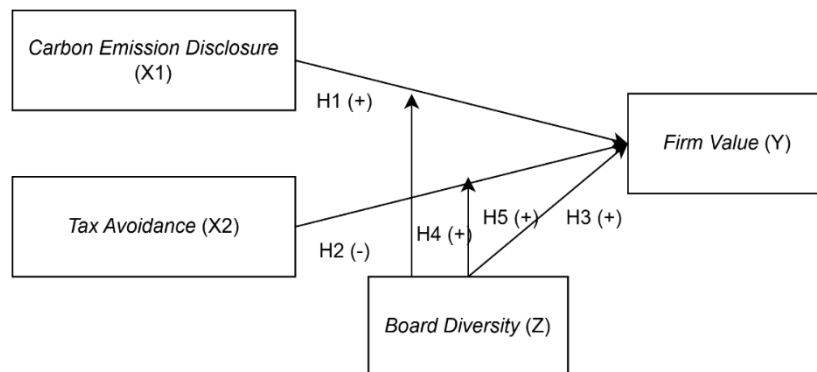 Carbon Emission Disclosure
(X1)
H1 (+)
Firm Value (Y)
Tax Avoidance (X2)
H2 (-)
H4 (+)
H5 (+)
H3 (+)
Board Diversity (Z)